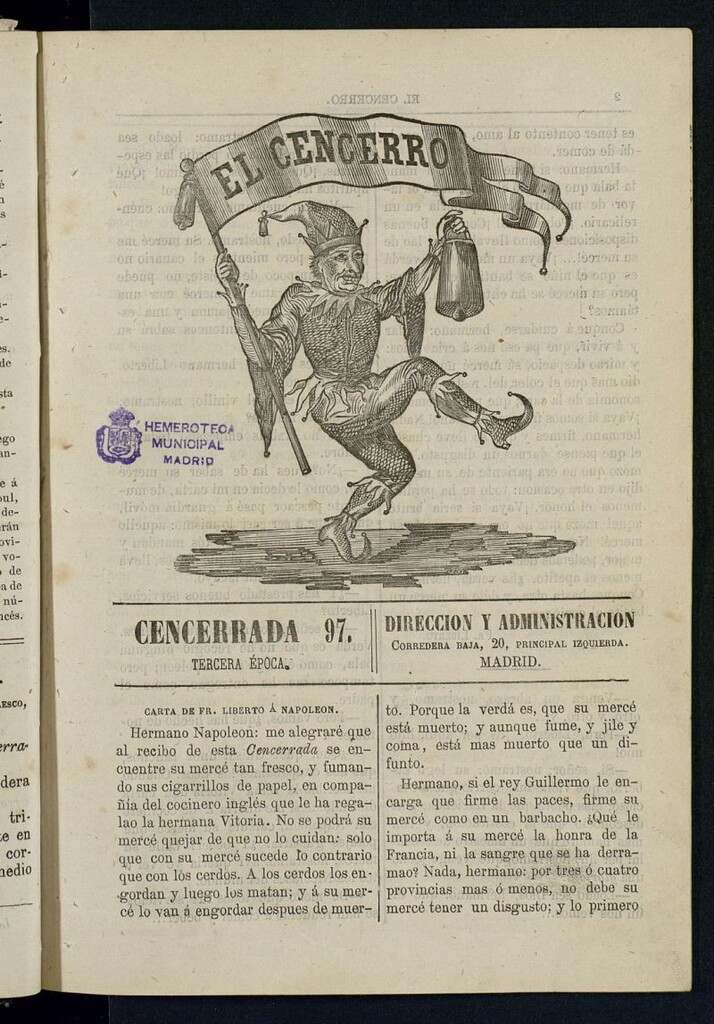 EL CENCERRO
HEMEROTECA
MUNICIPAL
MADRID
CENCERRADA 97.
TERCERA ÉPOCA.
DIRECCION Y ADMINISTRACION
CORREDERA BAJA, 20, PRINCIPAL IZQUIERDA.
MADRID.
CARTA DE FR. LIBERTO Á NAPOLEON.
Hermano Napoleon: me alegraré que
al recibo de esta Cencerrada se en-
cuentre su mercé tan fresco, y fuman-
do sus cigarrillos de papel, en compa-
ñía del cocinero inglés que le ha rega-
lao la hermana Vitoria. No se podrá su
mercé quejar de que no lo cuidan: solo
que con su mercé sucede lo contrario
que con los cerdos. A los cerdos los en-
gordan y luego los matan; y á su mer-
cé lo van á engordar despues de muer-
to. Porque la verdá es, que su mercé
está muerto; y aunque fume, y jile y
coma, está mas muerto que un di-
funto.
Hermano, si el rey Guillermo le en-
carga que firme las paces, firme su
mercé como en un barbacho. ¿Qué le
importa á su mercé la honra de la
Francia, ni la sangre que se ha derra-
mao? Nada, hermano: por tres ó cuatro
provincias mas ó menos, no debe su
mercé tener un disgusto; y lo primero